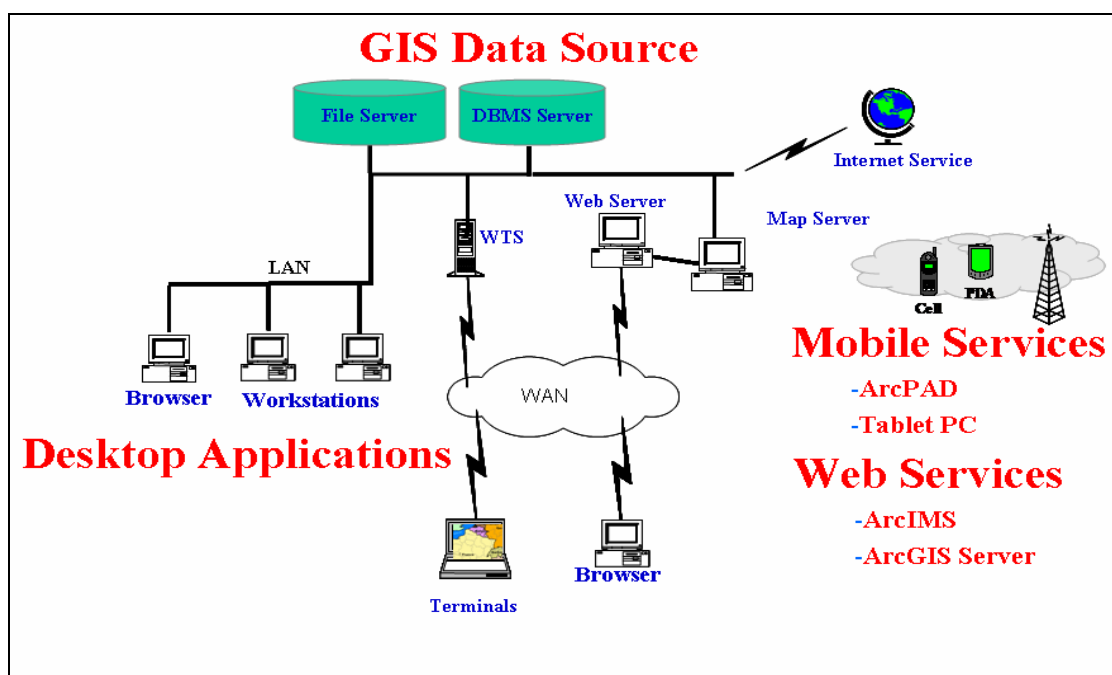 GIS Data Source
File Server
DBMS Server
Internet Service
Web Server
Map Server
WTS
LAN
Cell
PDA
Mobile Services
Browser
Workstations
WAN
-ArcPAD
-Tablet PC
Desktop Applications
Web Services
-ArcIMS
-ArcGIS Server
Browser
Terminals